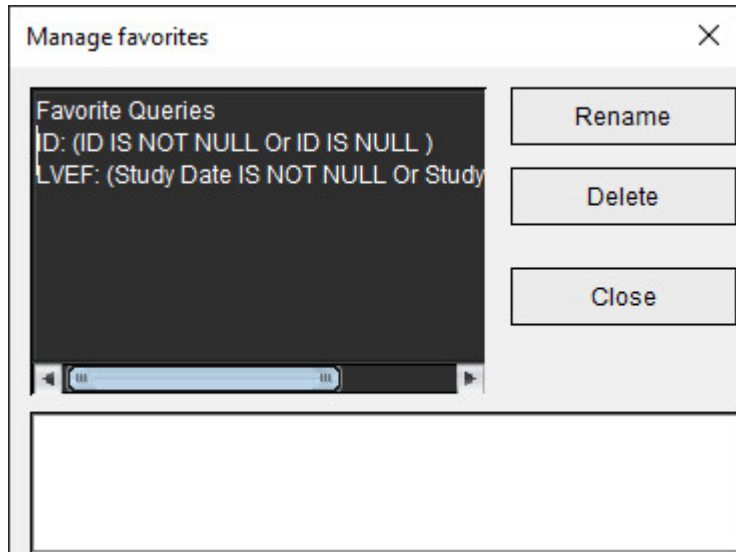 Manage favorites
Favorite Queries
ID: (ID IS NOT NULL Or ID IS NULL )
LVEF: (Study Date IS NOT NULL Or Study
Rename
Delete
Close